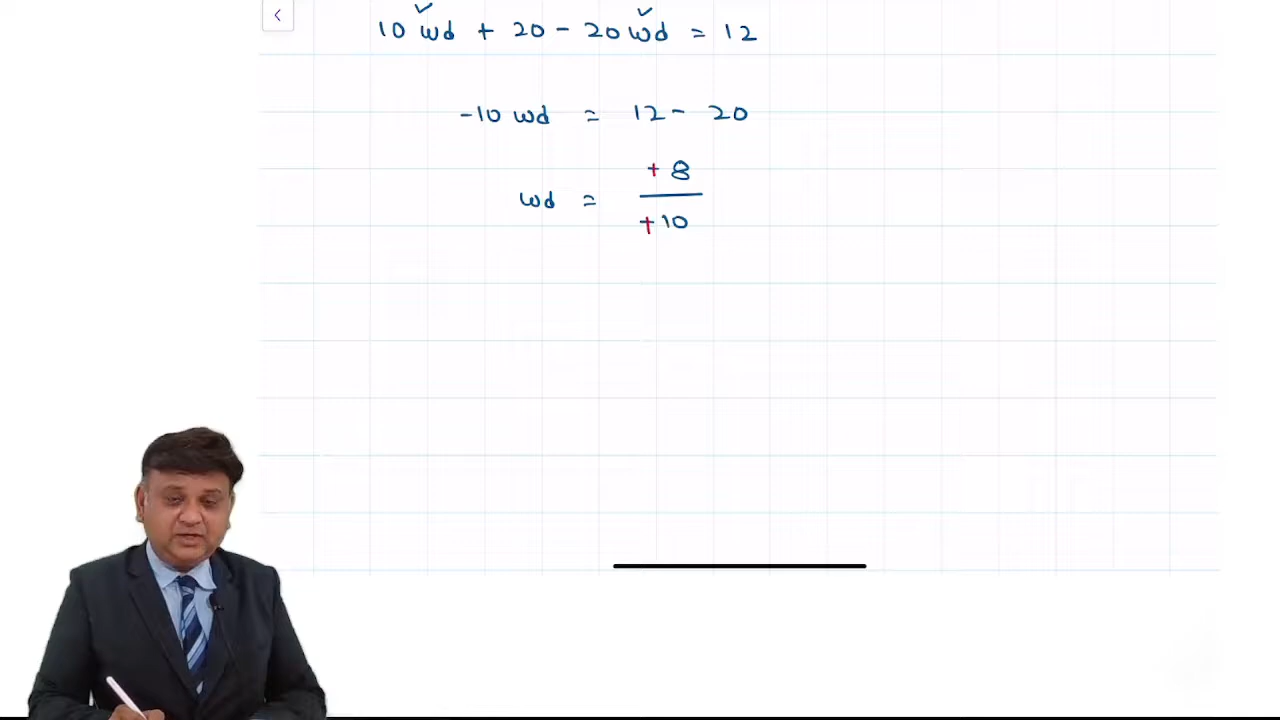 10 wd + 20 - 20 wd = 12
-10 wd = 12 - 20
wd = +8 / +10